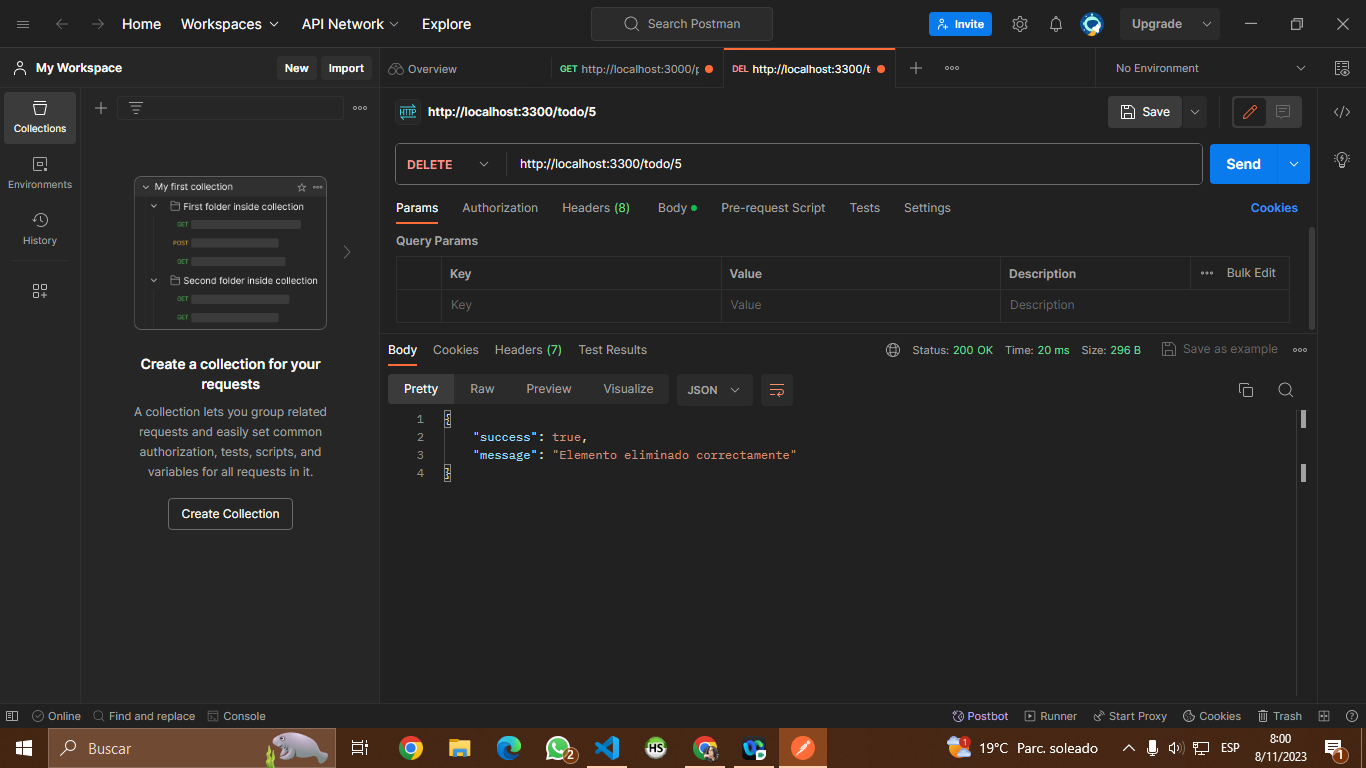 Home Workspaces API Network Explore Search Postman Invite Upgrade
My Workspace New Import Overview GET http://localhost:3000/p DEL http://localhost:3300/t No Environment
Collections
Environments
History
My first collection
First folder inside collection
GET
POST
GET
Second folder inside collection
GET
GET
Create a collection for your
requests
A collection lets you group related
requests and easily set common
authorization, tests, scripts, and
variables for all requests in it.
Create Collection
HTTP http://localhost:3300/todo/5 Save
DELETE http://localhost:3300/todo/5 Send
Params Authorization Headers (8) Body Pre-request Script Tests Settings Cookies
Query Params
Key Value Description Bulk Edit
Key Value Description
Body Cookies Headers (7) Test Results Status: 200 OK Time: 20 ms Size: 296 B Save as example
Pretty Raw Preview Visualize JSON
1 {
2 "success": true,
3 "message": "Elemento eliminado correctamente"
4 }
Online Find and replace Console Postbot Runner Start Proxy Cookies Trash
Buscar 2 HS 1 19°C Parc. soleado ESP 8:00
8/11/2023 1